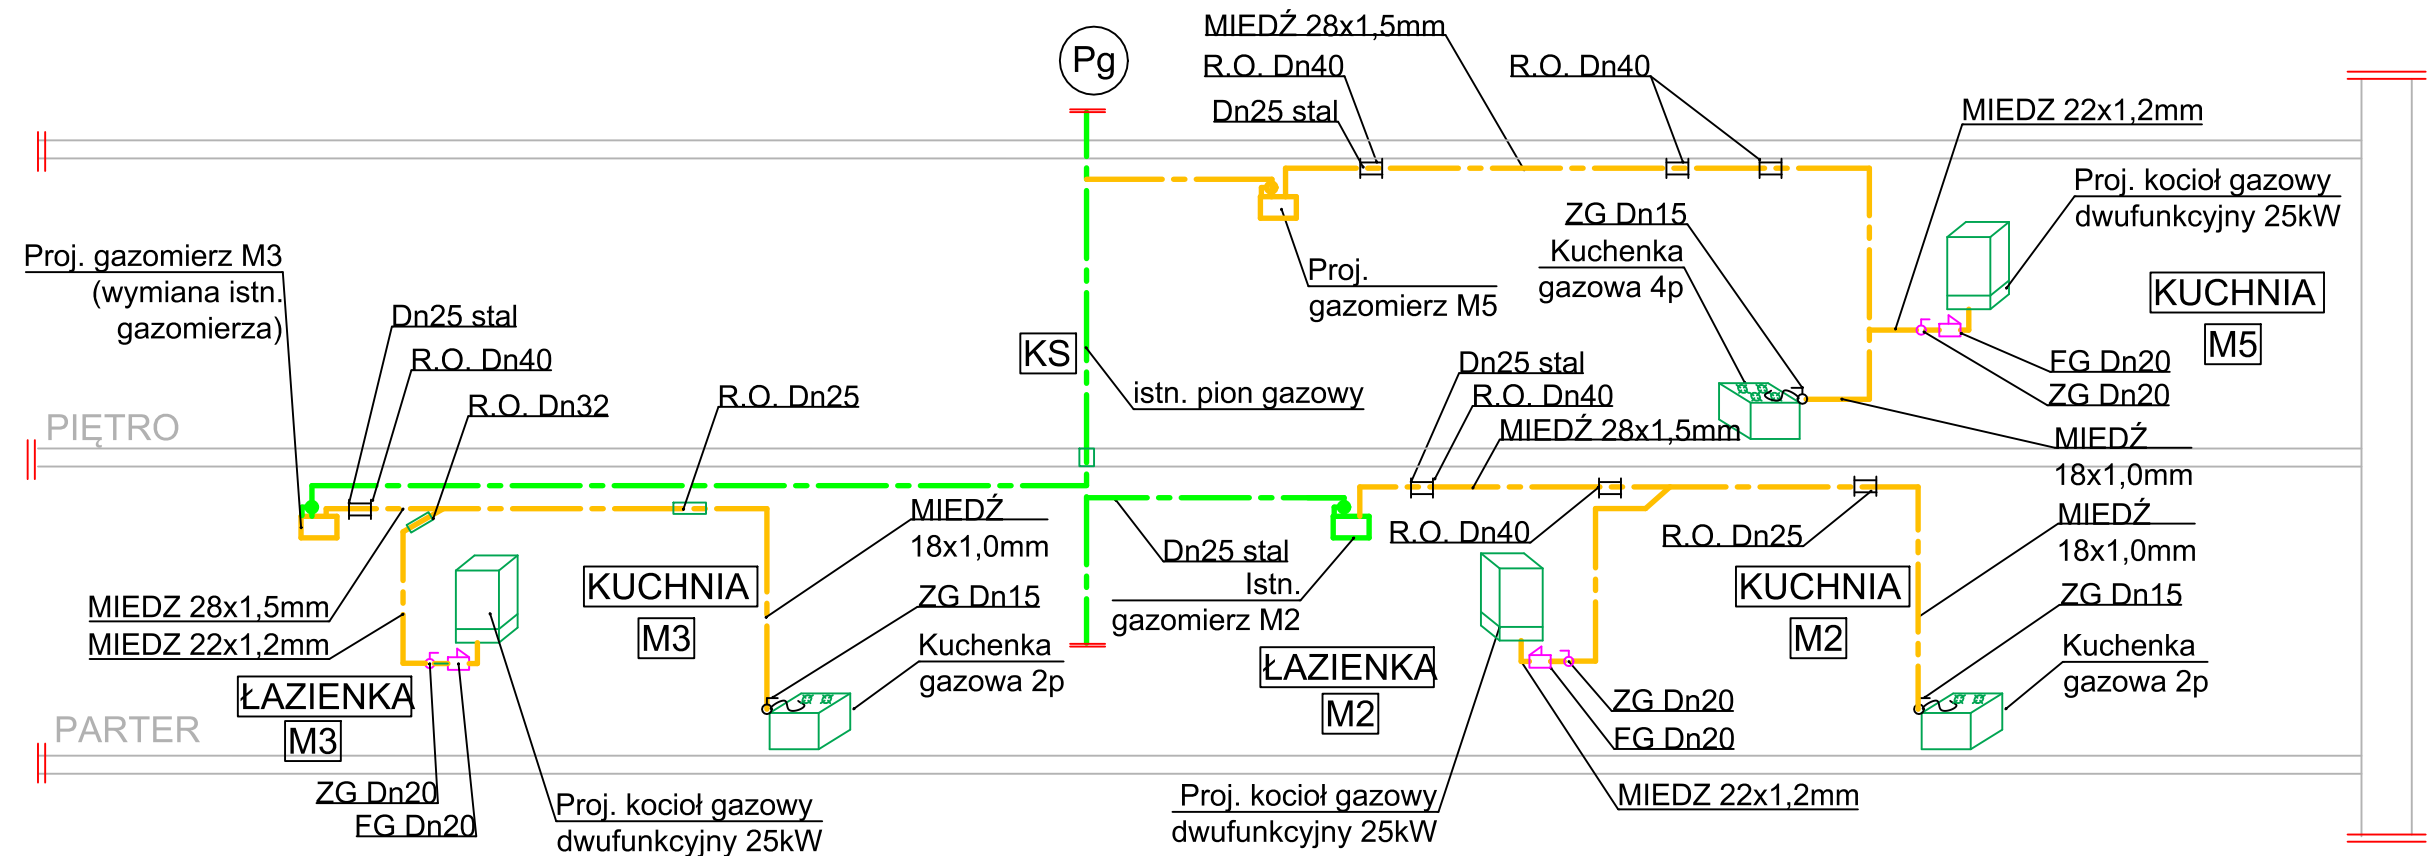 Pg
MIEDŹ 28x1,5mm
R.O. Dn40
R.O. Dn40
Dn25 stal
MIEDZ 22x1,2mm
Proj. kocioł gazowy
dwufunkcyjny 25kW
ZG Dn15
Kuchenka
gazowa 4p
Proj. gazomierz M3
(wymiana istn.
gazomierza)
Proj.
gazomierz M5
KUCHNIA
M5
Dn25 stal
R.O. Dn40
R.O. Dn32
R.O. Dn25
KS
istn. pion gazowy
Dn25 stal
R.O. Dn40
MIEDŹ 28x1,5mm
FG Dn20
ZG Dn20
PIĘTRO
MIEDŹ
18x1,0mm
MIEDŹ
18x1,0mm
R.O. Dn40
R.O. Dn25
MIEDŹ
18x1,0mm
Dn25 stal
Istn.
gazomierz M2
KUCHNIA
M3
KUCHNIA
M2
MIEDZ 28x1,5mm
MIEDZ 22x1,2mm
ZG Dn15
Kuchenka
gazowa 2p
ZG Dn15
Kuchenka
gazowa 2p
ŁAZIENKA
M3
ŁAZIENKA
M2
PARTER
ZG Dn20
FG Dn20
ZG Dn20
FG Dn20
Proj. kocioł gazowy
dwufunkcyjny 25kW
Proj. kocioł gazowy
dwufunkcyjny 25kW
MIEDZ 22x1,2mm